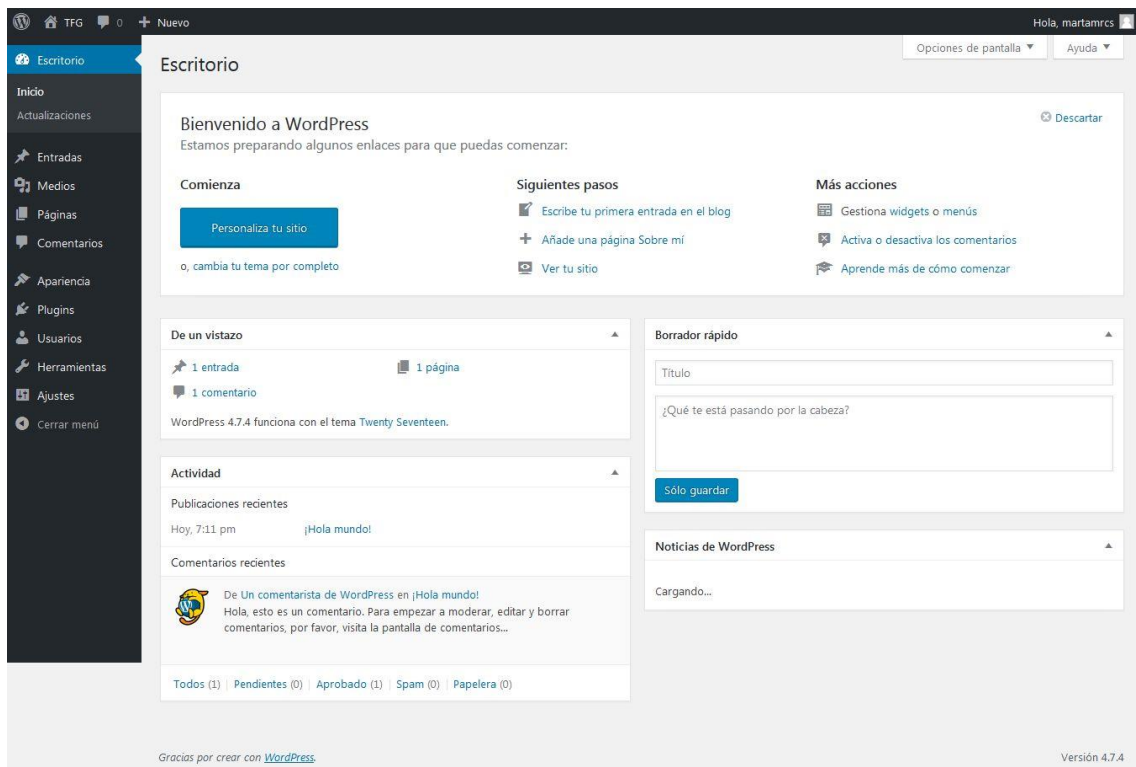 TFG 0 Nuevo Hola, martamrcs
Opciones de pantalla Ayuda
Escritorio
Inicio
Actualizaciones
Entradas
Medios
Páginas
Comentarios
Apariencia
Plugins
Usuarios
Herramientas
Ajustes
Cerrar menú
Escritorio
Bienvenido a WordPress
Descartar
Estamos preparando algunos enlaces para que puedas comenzar:
Comienza
Personaliza tu sitio
o, cambia tu tema por completo
Siguientes pasos
Escribe tu primera entrada en el blog
Añade una página Sobre mí
Ver tu sitio
Más acciones
Gestiona widgets o menús
Activa o desactiva los comentarios
Aprende más de cómo comenzar
De un vistazo
1 entrada 1 página
1 comentario
WordPress 4.7.4 funciona con el tema Twenty Seventeen.
Actividad
Publicaciones recientes
Hoy, 7:11 pm ¡Hola mundo!
Comentarios recientes
De Un comentarista de WordPress en ¡Hola mundo!
Hola, esto es un comentario. Para empezar a moderar, editar y borrar
comentarios, por favor, visita la pantalla de comentarios...
Todos (1) | Pendientes (0) | Aprobado (1) | Spam (0) | Papelera (0)
Borrador rápido
Título
¿Qué te está pasando por la cabeza?
Sólo guardar
Noticias de WordPress
Cargando...
Gracias por crear con WordPress. Versión 4.7.4